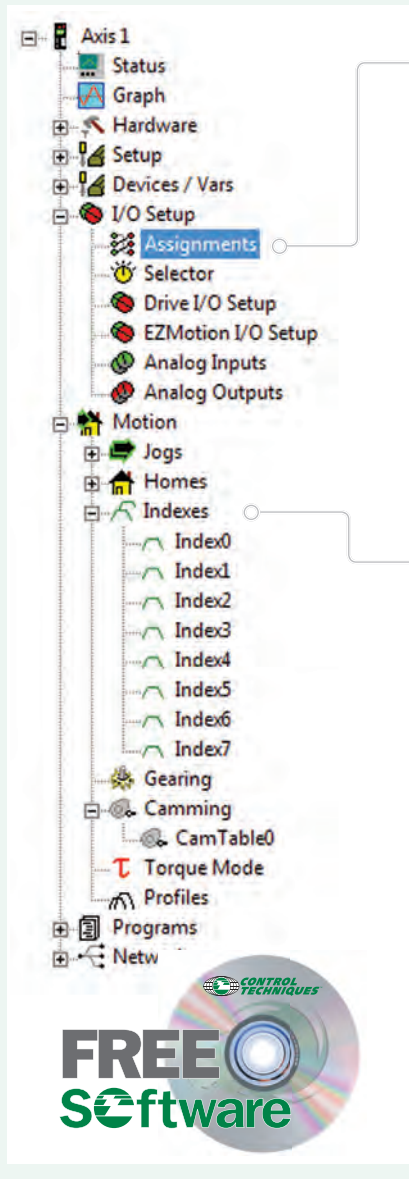 Axis 1
Status
Graph
Hardware
Setup
Devices / Vars
I/O Setup
Assignments
Selector
Drive I/O Setup
EZMotion I/O Setup
Analog Inputs
Analog Outputs
Motion
Jogs
Homes
Indexes
Index0
Index1
Index2
Index3
Index4
Index5
Index6
Index7
Gearing
Camming
CamTable0
Torque Mode
Profiles
Programs
Netw
CONTROL
TECHNIQUES
FREE
Software